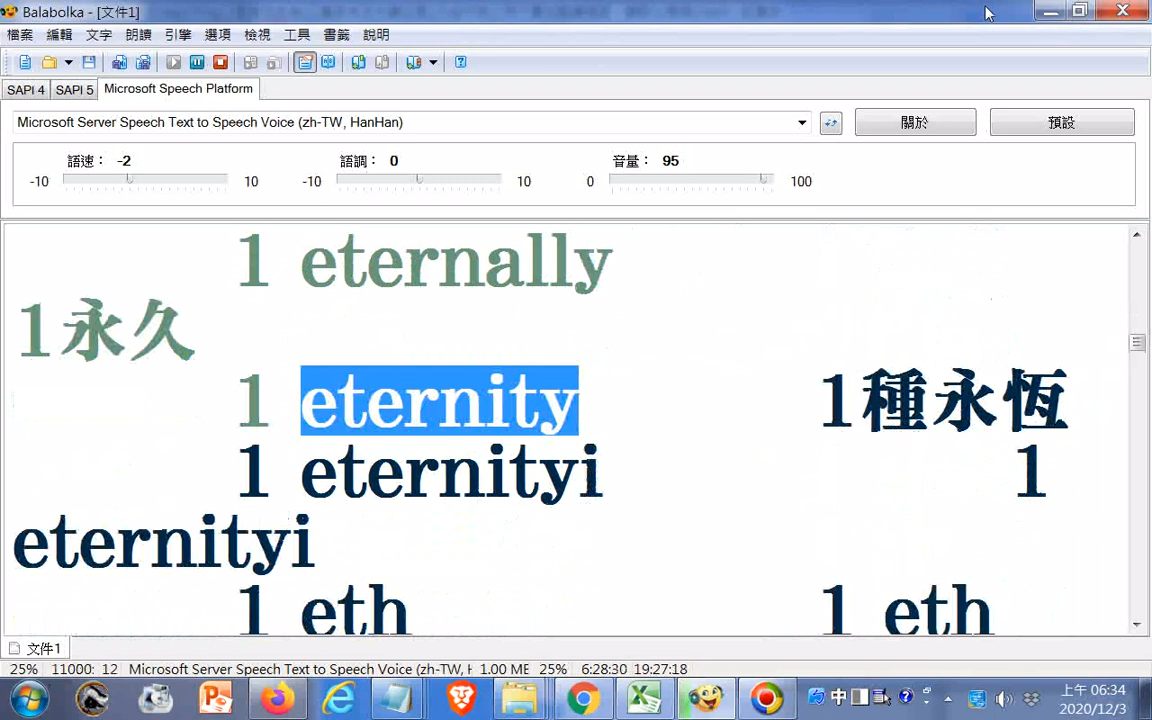 Balabolka - [文件1]
檔案 編輯 文字 朗讀 引擎 選項 檢視 工具 書籤 說明
SAPI 4 SAPI 5 Microsoft Speech Platform
Microsoft Server Speech Text to Speech Voice (zh-TW, HanHan) 關於 預設
語速： -2 語調： 0 音量： 95
-10 10 -10 10 0 100
1 eternally
1永久
1 eternity 1種永恆
1 eternityi 1
eternityi
1 eth 1 eth
文件1
25% 11000: 12 Microsoft Server Speech Text to Speech Voice (zh-TW, H 1.00 ME 25% 6:28:30 19:27:18
中 上午 06:34
2020/12/3